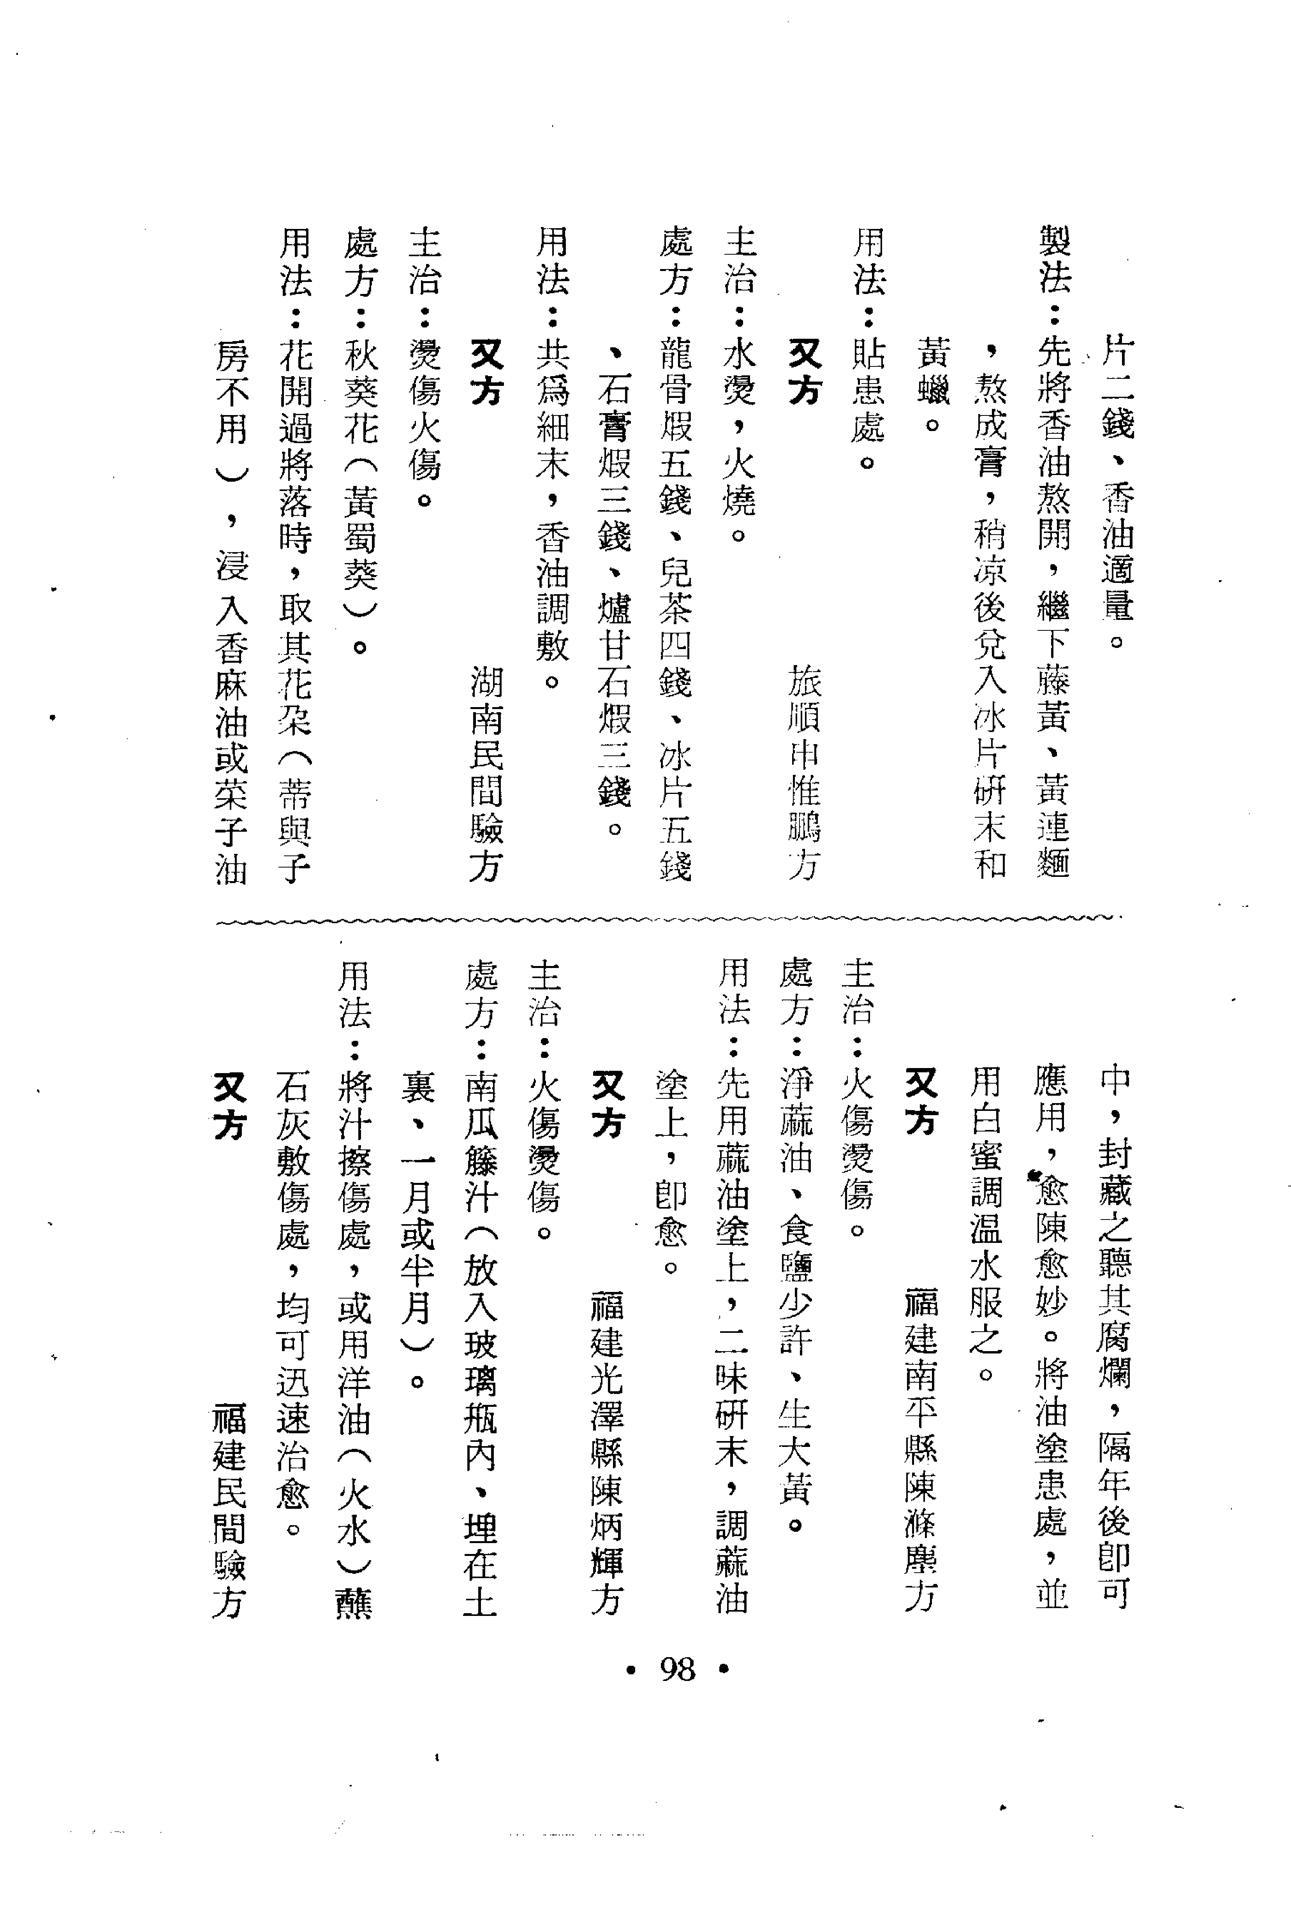 片二錢、香油適量。
製法：先將香油熬開，繼下藤黃、黃連麵
，熬成膏，稍凉後兌入冰片研末和
黃蠟。
用法：貼患處。
又方　旅順申惟鵬方
主治：水燙，火燒。
處方：龍骨煆五錢、兒茶四錢、冰片五錢
、石膏煆三錢、爐甘石煆三錢。
用法：共爲細末，香油調敷。
又方　湖南民間驗方
主治：燙傷火傷。
處方：秋葵花（黃蜀葵）。
用法：花開過將落時，取其花朶（蒂與子
房不用），浸入香麻油或菜子油
中，封藏之聽其腐爛，隔年後卽可
應用，愈陳愈妙。將油塗患處，並
用白蜜調温水服之。
又方　福建南平縣陳滌塵方
主治：火傷燙傷。
處方：淨蔴油、食鹽少許、生大黃。
用法：先用蔴油塗上，二味研末，調蔴油
塗上，卽愈。
又方　福建光澤縣陳炳輝方
主治：火傷燙傷。
處方：南瓜籐汁（放入玻璃瓶內、埋在土
裏、一月或半月）。
用法：將汁擦傷處，或用洋油（火水）蘸
石灰敷傷處，均可迅速治愈。
又方　福建民間驗方
• 98 •